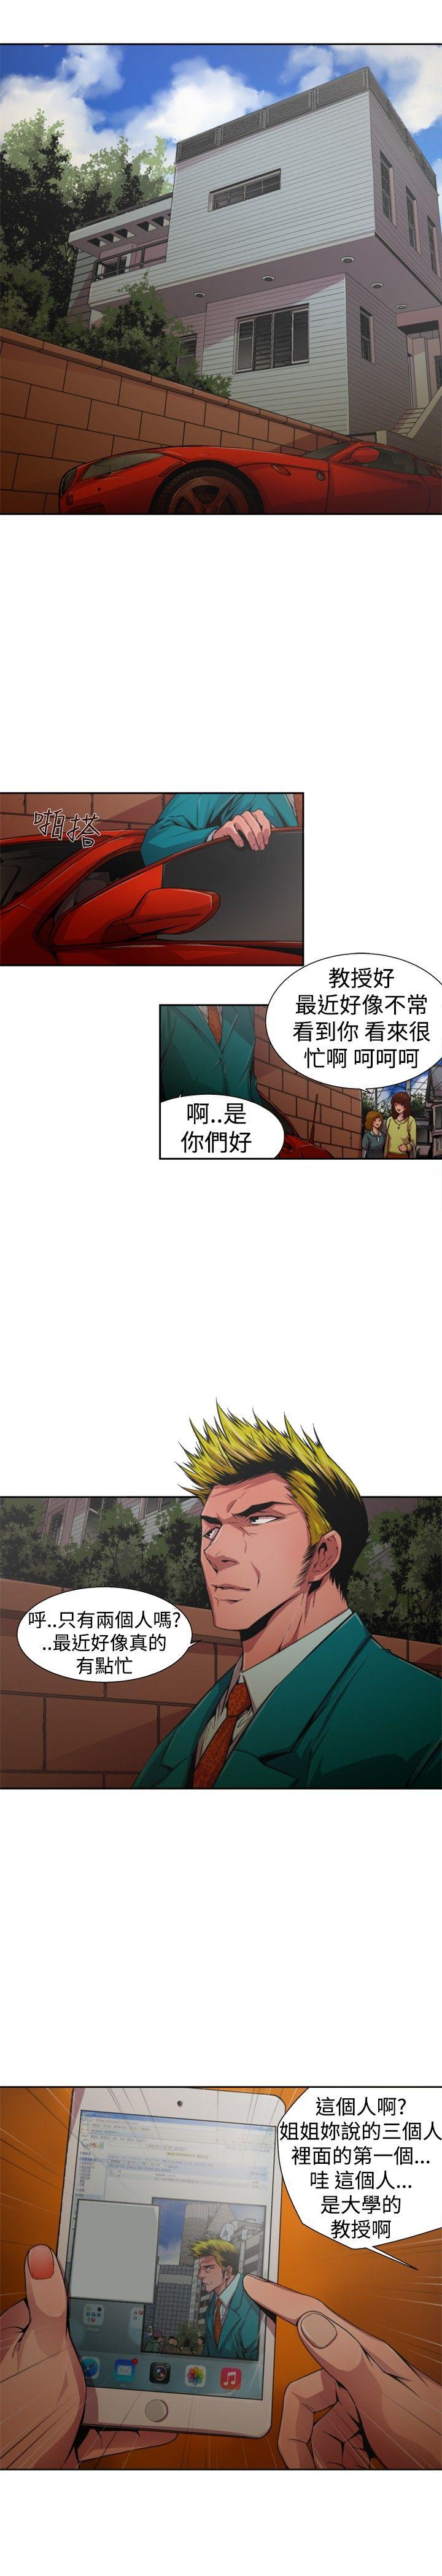 啪搭
教授好
最近好像不常
看到你 看來很
忙啊 呵呵呵
啊..是
你們好
呼..只有兩個人嗎?
..最近好像真的
有點忙
這個人啊?
姐姐妳說的三個人
裡面的第一個...
哇 這個人...
是大學的
教授啊